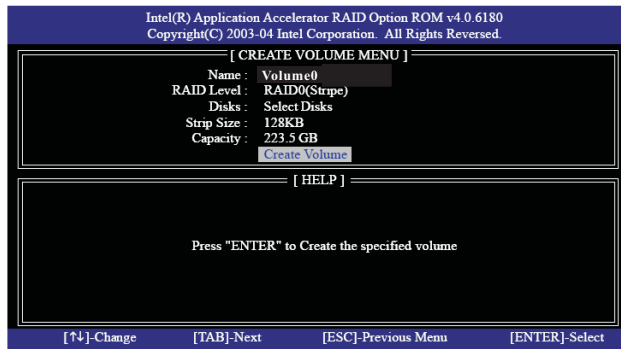 Intel(R) Application Accelerator RAID Option ROM v4.0.6180
Copyright(C) 2003-04 Intel Corporation. All Rights Reversed.
[ CREATE VOLUME MENU ]
Name : Volume0
RAID Level : RAID0(Stripe)
Disks : Select Disks
Strip Size : 128KB
Capacity : 223.5 GB
Create Volume
[ HELP ]
Press "ENTER" to Create the specified volume
[↑↓]-Change [TAB]-Next [ESC]-Previous Menu [ENTER]-Select